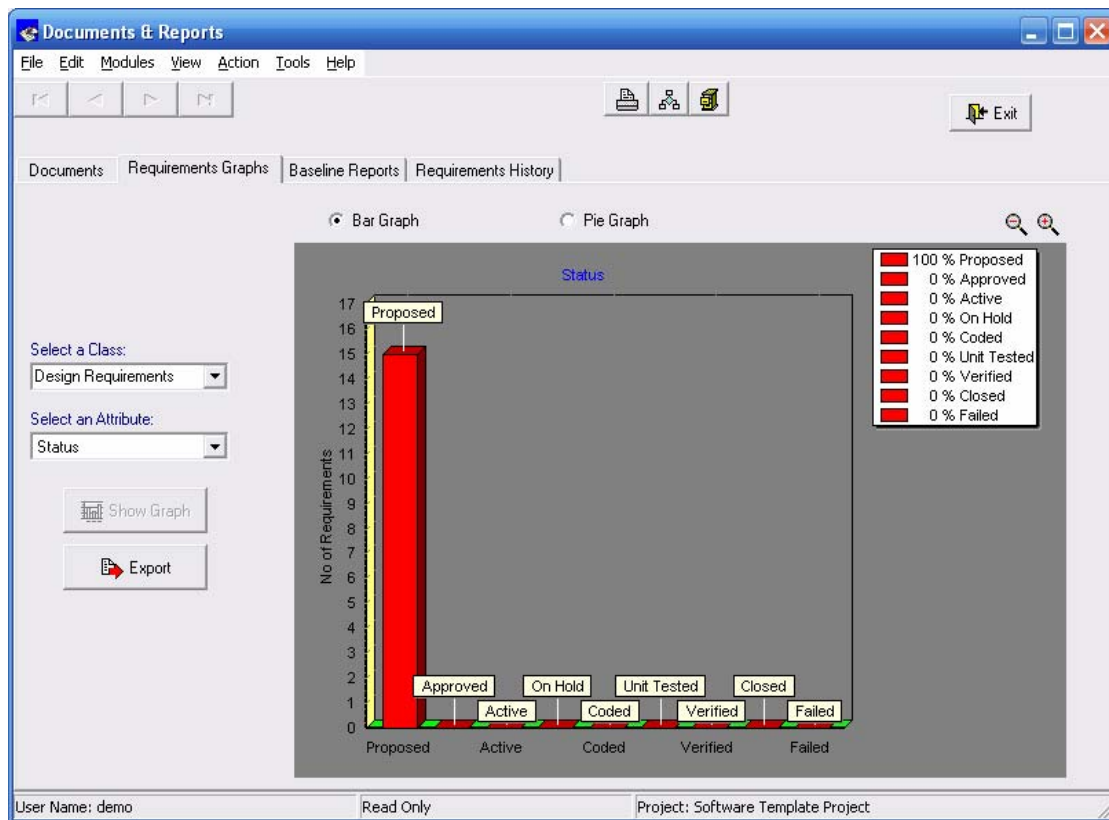 Documents & Reports
File Edit Modules View Action Tools Help
Exit
Documents Requirements Graphs Baseline Reports Requirements History
Bar Graph Pie Graph
Select a Class:
Design Requirements
Select an Attribute:
Status
Show Graph
Export
Status
No of Requirements
17
16
15
14
13
12
11
10
9
8
7
6
5
4
3
2
1
0
Proposed
Approved On Hold Unit Tested Closed
Active Coded Verified Failed
Proposed Active Coded Verified Failed
100 % Proposed
0 % Approved
0 % Active
0 % On Hold
0 % Coded
0 % Unit Tested
0 % Verified
0 % Closed
0 % Failed
User Name: demo Read Only Project: Software Template Project